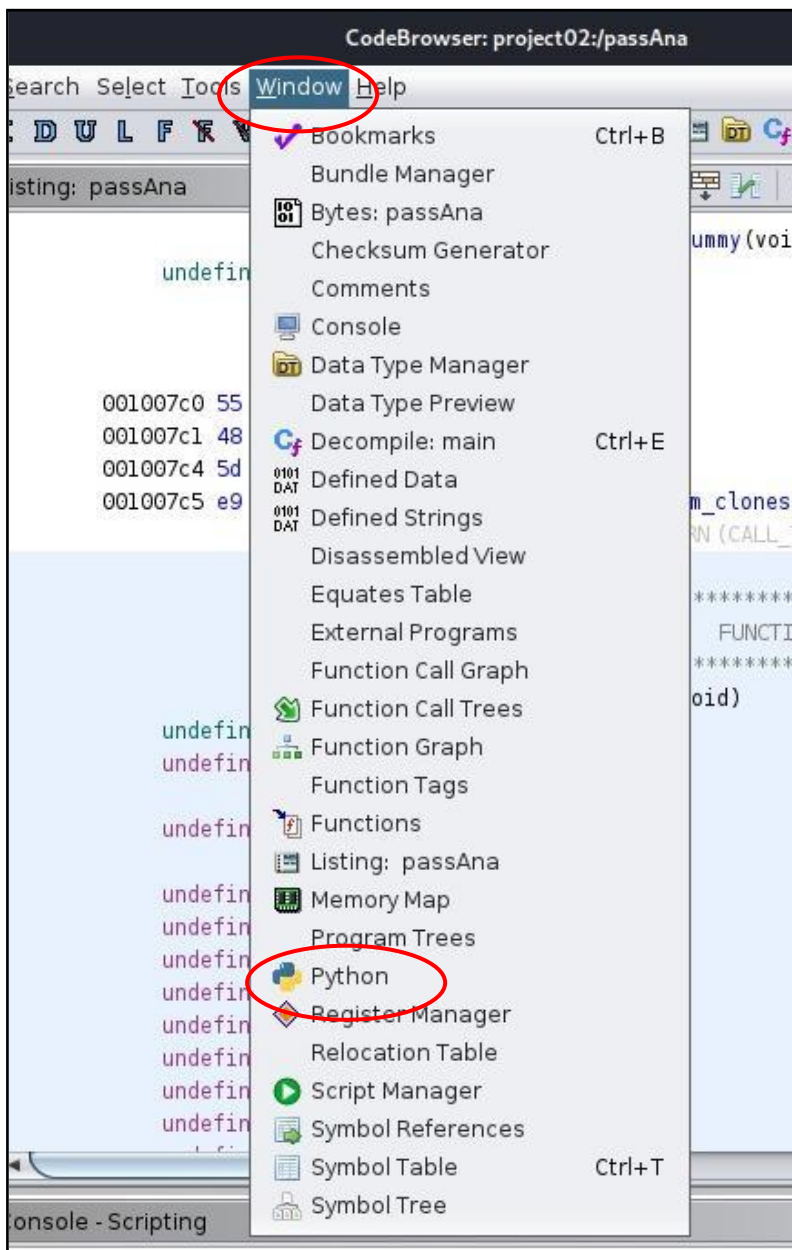 CodeBrowser: project02:/passAna
Search Select Tools Window Help
D U L F
Bookmarks Ctrl+B
isting: passAna
Bundle Manager
Bytes: passAna
ummy(voi
Checksum Generator
undefin
Comments
Console
Data Type Manager
001007c0 55
Data Type Preview
001007c1 48
Decompile: main Ctrl+E
001007c4 5d
Defined Data
001007c5 e9
m_clones
Defined Strings
RN (CALL_
Disassembled View
Equates Table
*********
External Programs
FUNCTI
Function Call Graph
*********
oid)
Function Call Trees
undefin
Function Graph
undefin
Function Tags
undefin
Functions
Listing: passAna
undefin
Memory Map
undefin
Program Trees
undefin
Python
undefin
Register Manager
undefin
Relocation Table
undefin
Script Manager
undefin
Symbol References
undefin
Symbol Table Ctrl+T
Symbol Tree
onsole - Scripting